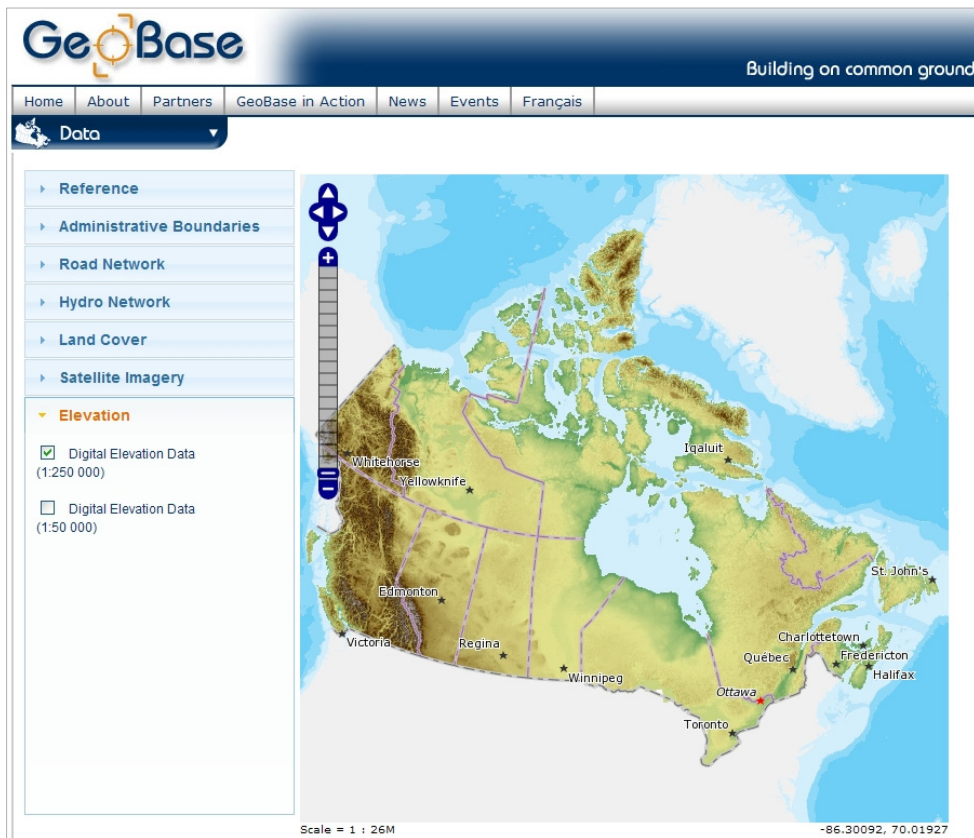 GeoBase
Building on common ground
Home About Partners GeoBase in Action News Events Français
Data
Reference
Administrative Boundaries
Road Network
Hydro Network
Land Cover
Satellite Imagery
Elevation
Digital Elevation Data
(1:250 000)
Digital Elevation Data
(1:50 000)
Iqaluit
Whitehorse
Yellowknife
St. John's
Edmonton
Charlottetown
Victoria
Regina
Québec
Fredericton
Winnipeg
Halifax
Ottawa
Toronto
Scale = 1 : 26M
-86.30092, 70.01927